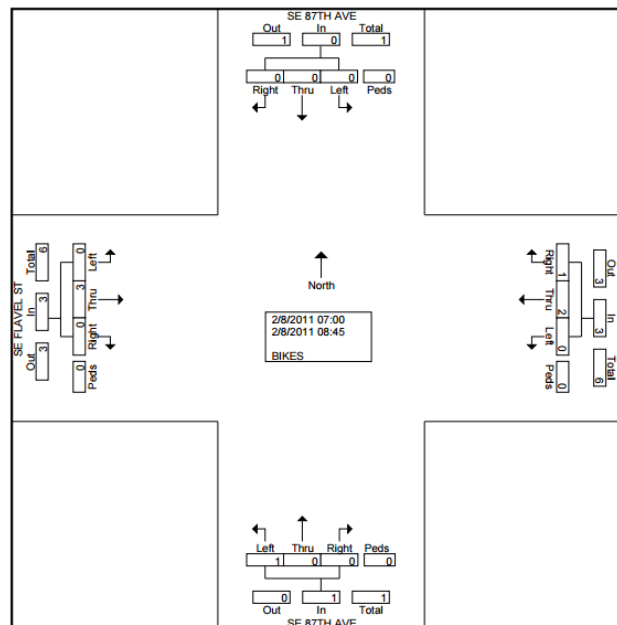 SE 87TH AVE
Out In Total
1 0 1
0 0 0 0
Right Thru Left Peds
SE FLAVEL ST
Total In Out
6 3 3
0 3 0 0
Left Thru Right Peds
North
2/8/2011 07:00
2/8/2011 08:45
BIKES
Right Thru Left Peds
1 2 0 0
Out In Total
3 3 6
Left Thru Right Peds
1 0 0 0
0 1 1
Out In Total
SE 87TH AVE